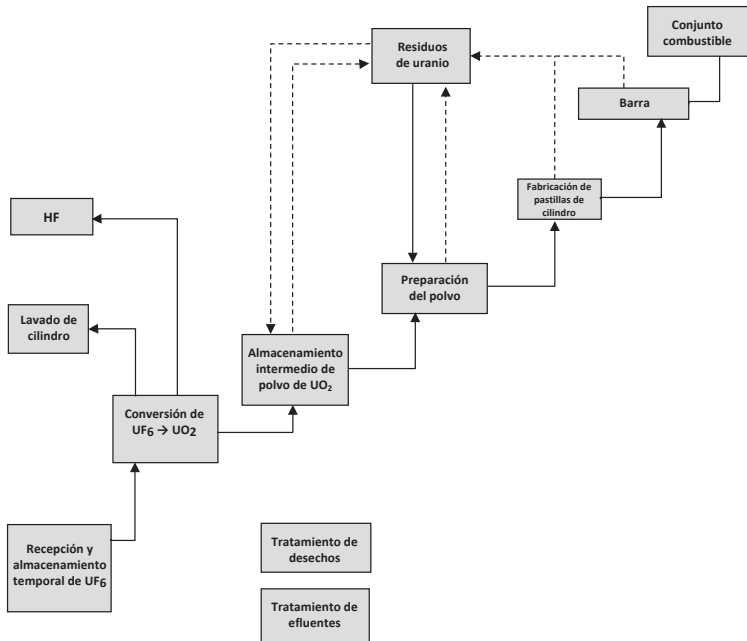 Conjunto
combustible
Residuos
de uranio
Barra
Fabricación de
pastillas de
cilindro
HF
Preparación
del polvo
Lavado de
cilindro
Almacenamiento
intermedio de
polvo de UO₂
Conversión de
UF6 → UO2
Recepción y
almacenamiento
temporal de UF6
Tratamiento de
desechos
Tratamiento de
efluentes